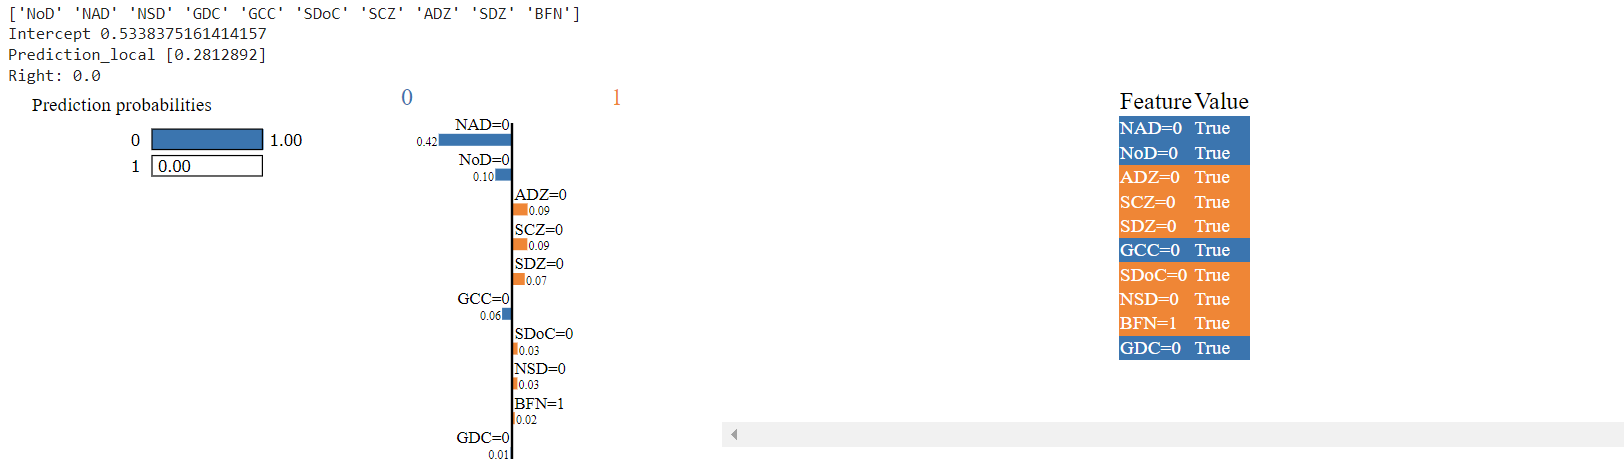 ['NoD' 'NAD' 'NSD' 'GDC' 'GCC' 'SDoC' 'SCZ' 'ADZ' 'SDZ' 'BFN']
Intercept 0.5338375161414157
Prediction_local [0.2812892]
Right: 0.0
Prediction probabilities
0 1.00
1 0.00
0 1
NAD=0
0.42
NoD=0
0.10
ADZ=0
0.09
SCZ=0
0.09
SDZ=0
0.07
GCC=0
0.06
SDoC=0
0.03
NSD=0
0.03
BFN=1
0.02
GDC=0
0.01
Feature Value
NAD=0 True
NoD=0 True
ADZ=0 True
SCZ=0 True
SDZ=0 True
GCC=0 True
SDoC=0 True
NSD=0 True
BFN=1 True
GDC=0 True